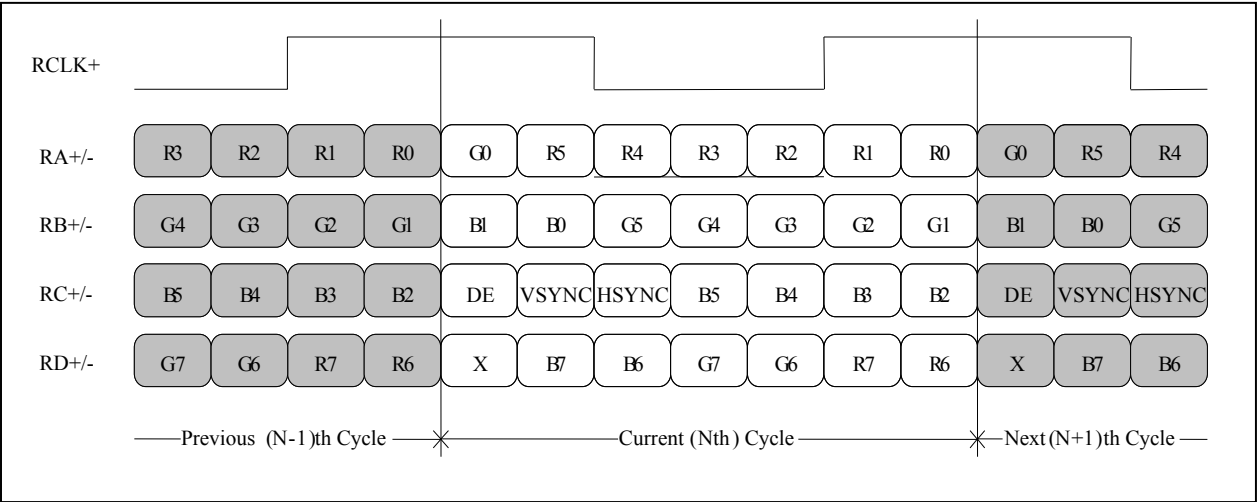 RCLK+
RA+/- R3 R2 R1 R0 G0 R5 R4 R3 R2 R1 R0 G0 R5 R4
RB+/- G4 G3 G2 G1 B1 B0 G5 G4 G3 G2 G1 B1 B0 G5
RC+/- B5 B4 B3 B2 DE VSYNC HSYNC B5 B4 B3 B2 DE VSYNC HSYNC
RD+/- G7 G6 R7 R6 X B7 B6 G7 G6 R7 R6 X B7 B6
Previous (N-1)th Cycle Current (Nth) Cycle Next (N+1)th Cycle